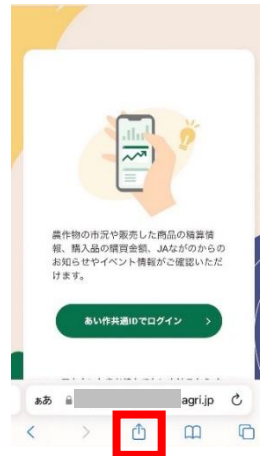 農作物の市況や販売した商品の精算情
報、購入品の購買金額、JAながのからの
お知らせやイベント情報がご確認いただ
けます。
あい作共通IDでログイン
ぁあ
agri.jp